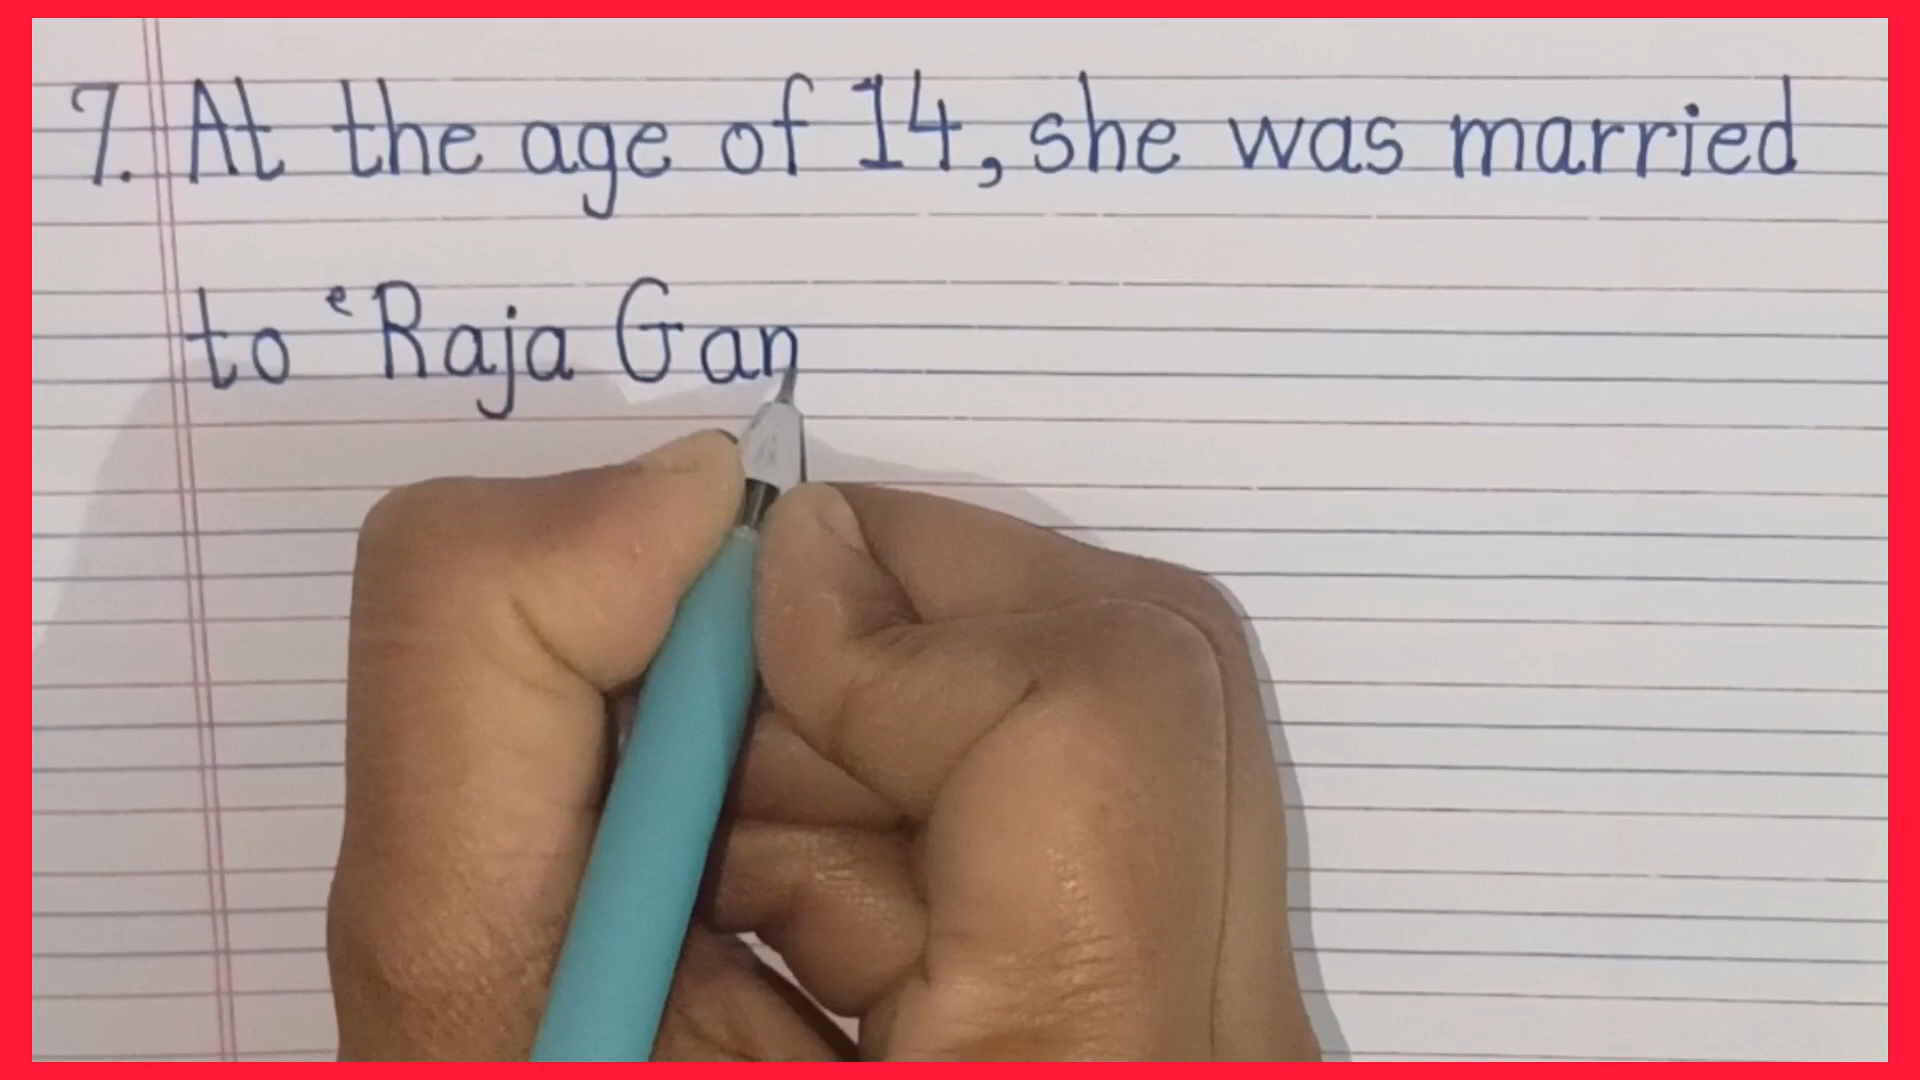 7. At the age of 14, she was married
to ‘Raja Gan